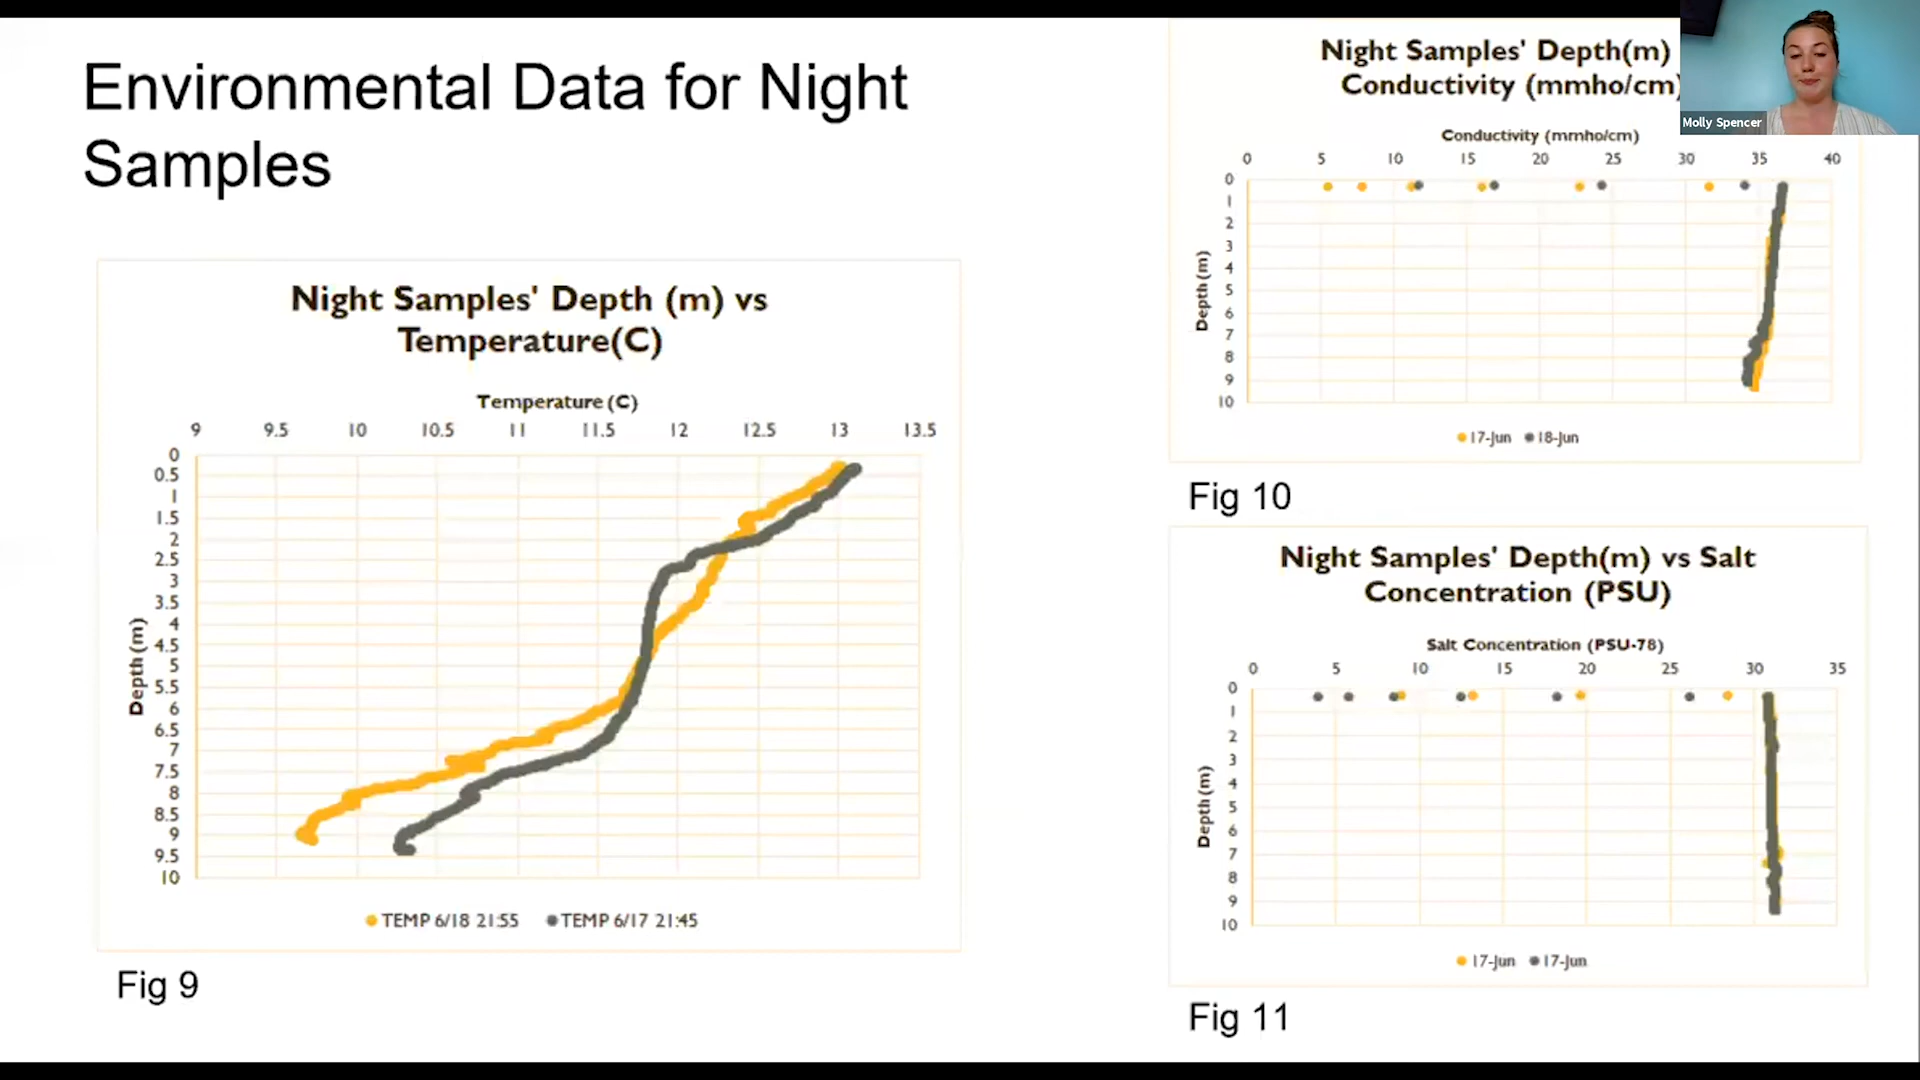 Environmental Data for Night
Samples
Night Samples' Depth (m) vs
Temperature(C)
Temperature (C)
9 9.5 10 10.5 11 11.5 12 12.5 13 13.5
0
0.5
1
1.5
2
2.5
3
3.5
4
4.5
5
5.5
6
6.5
7
7.5
8
8.5
9
9.5
10
Depth (m)
TEMP 6/18 21:55 TEMP 6/17 21:45
Fig 9
Night Samples' Depth(m)
Conductivity (mmho/cm)
Conductivity (mmho/cm)
0 5 10 15 20 25 30 35 40
0
1
2
3
4
5
6
7
8
9
10
Depth (m)
17-Jun 18-Jun
Fig 10
Night Samples' Depth(m) vs Salt
Concentration (PSU)
Salt Concentration (PSU-78)
0 5 10 15 20 25 30 35
0
1
2
3
4
5
6
7
8
9
10
Depth (m)
17-Jun 17-Jun
Fig 11
Molly Spencer